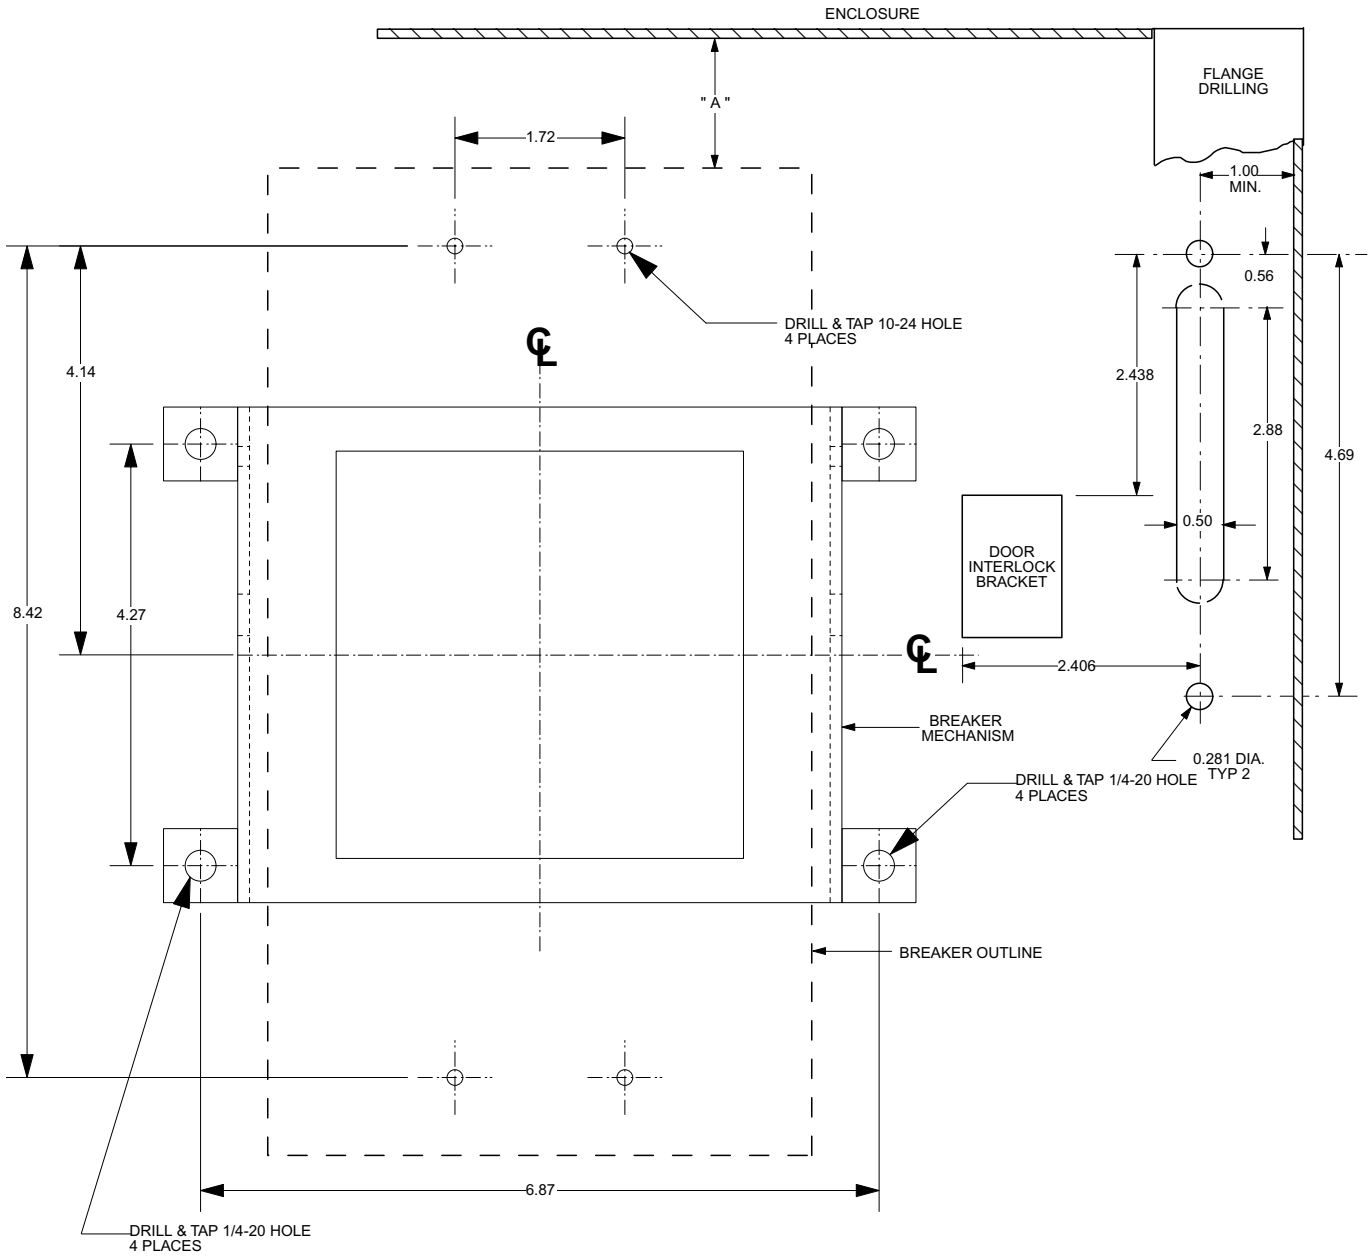 ENCLOSURE
FLANGE
DRILLING
" A "
1.72
1.00
MIN.
0.56
DRILL & TAP 10-24 HOLE
4 PLACES
℄
4.14
2.438
2.88
4.69
0.50
DOOR
INTERLOCK
BRACKET
8.42
4.27
℄
2.406
BREAKER
MECHANISM
0.281 DIA.
TYP 2
DRILL & TAP 1/4-20 HOLE
4 PLACES
BREAKER OUTLINE
6.87
DRILL & TAP 1/4-20 HOLE
4 PLACES